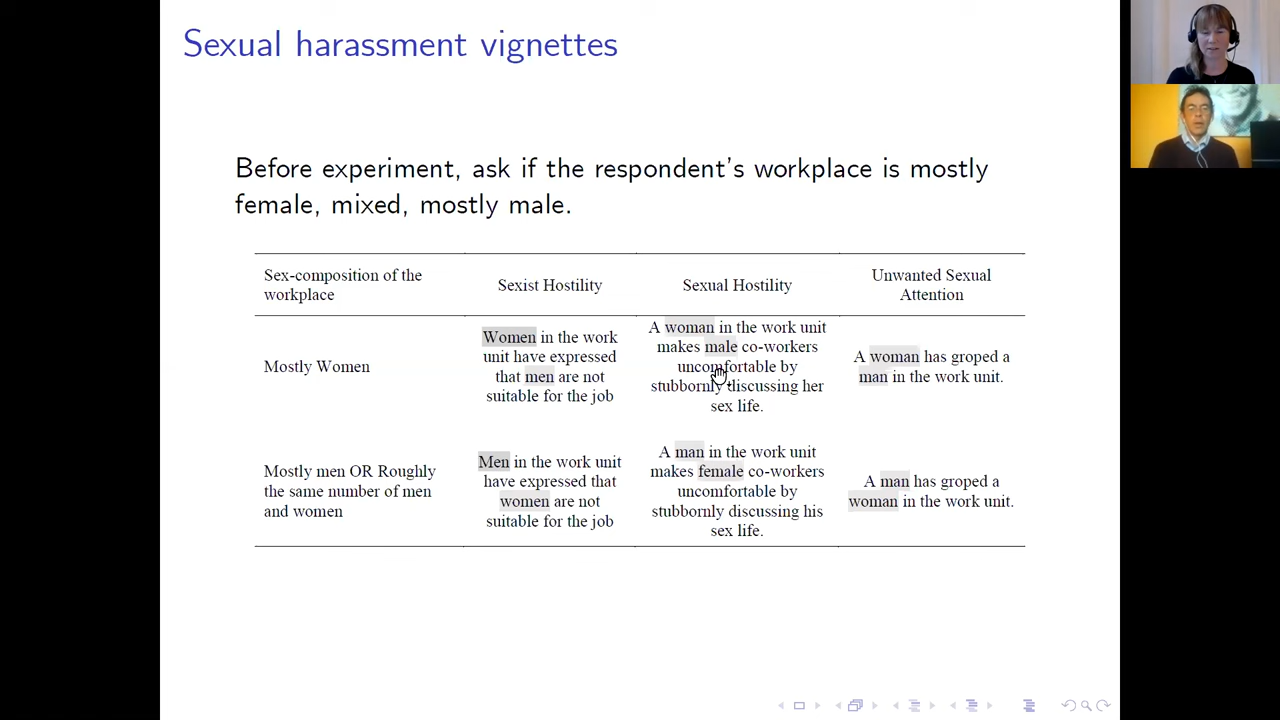 Sexual harassment vignettes
Before experiment, ask if the respondent's workplace is mostly
female, mixed, mostly male.
Sex-composition of the
workplace
Sexist Hostility
Sexual Hostility
Unwanted Sexual
Attention
Mostly Women
Women in the work
unit have expressed
that men are not
suitable for the job
A woman in the work unit
makes male co-workers
uncomfortable by
stubbornly discussing her
sex life.
A woman has groped a
man in the work unit.
Mostly men OR Roughly
the same number of men
and women
Men in the work unit
have expressed that
women are not
suitable for the job
A man in the work unit
makes female co-workers
uncomfortable by
stubbornly discussing his
sex life.
A man has groped a
woman in the work unit.